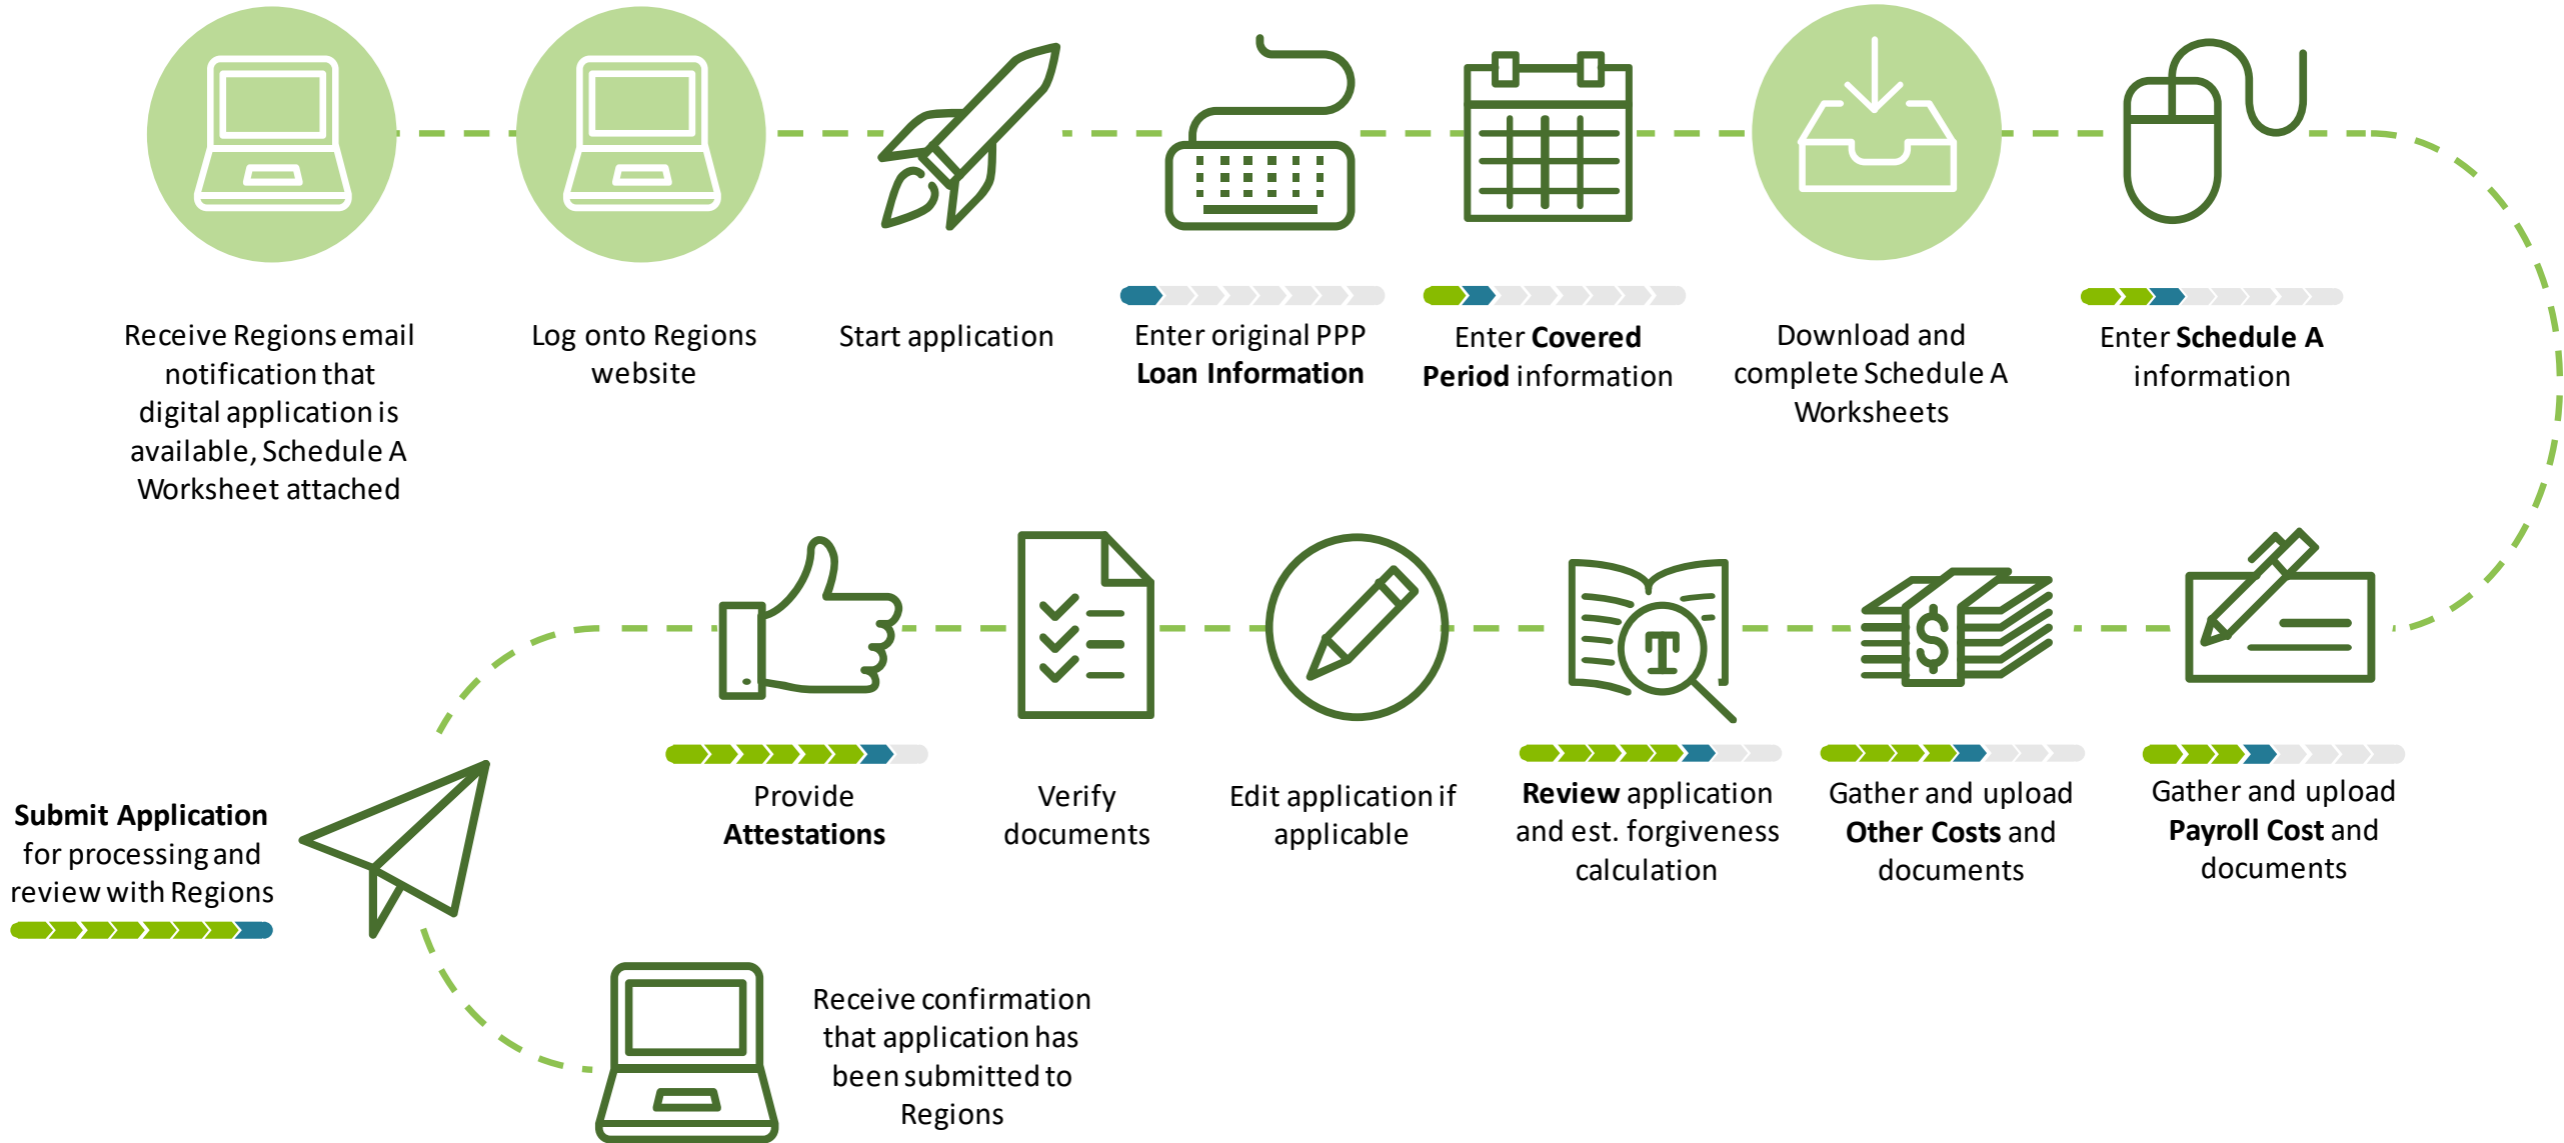 Receive Regions email
notification that
digital application is
available, Schedule A
Worksheet attached
Log onto Regions
website
Start application
Enter original PPP
Loan Information
Enter Covered
Period information
Download and
complete Schedule A
Worksheets
Enter Schedule A
information
$
T
Gather and upload
Payroll Cost and
documents
Gather and upload
Other Costs and
documents
Review application
and est. forgiveness
calculation
Edit application if
applicable
Verify
documents
Provide
Attestations
Submit Application
for processing and
review with Regions
Receive confirmation
that application has
been submitted to
Regions